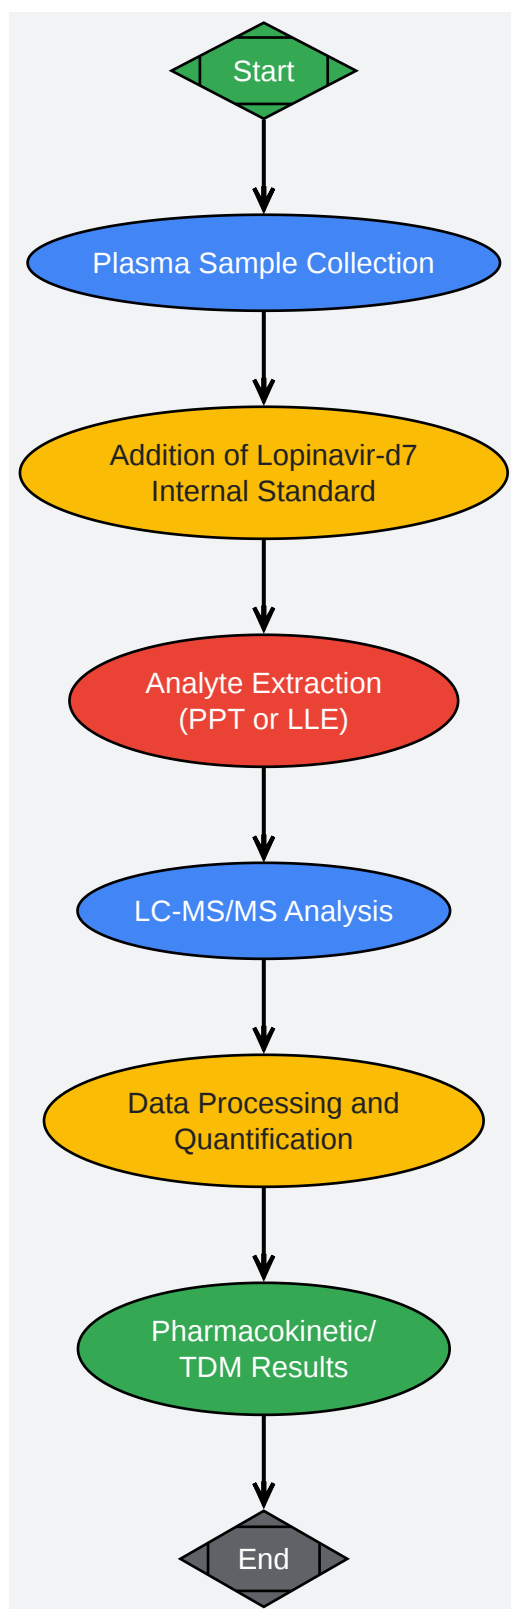 Start
Plasma Sample Collection
Addition of Lopinavir-d7
Internal Standard
Analyte Extraction
(PPT or LLE)
LC-MS/MS Analysis
Data Processing and
Quantification
Pharmacokinetic/
TDM Results
End